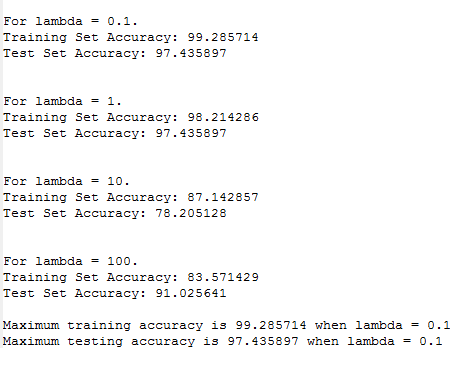 For lambda = 0.1.
Training Set Accuracy: 99.285714
Test Set Accuracy: 97.435897
For lambda = 1.
Training Set Accuracy: 98.214286
Test Set Accuracy: 97.435897
For lambda = 10.
Training Set Accuracy: 87.142857
Test Set Accuracy: 78.205128
For lambda = 100.
Training Set Accuracy: 83.571429
Test Set Accuracy: 91.025641
Maximum training accuracy is 99.285714 when lambda = 0.1
Maximum testing accuracy is 97.435897 when lambda = 0.1